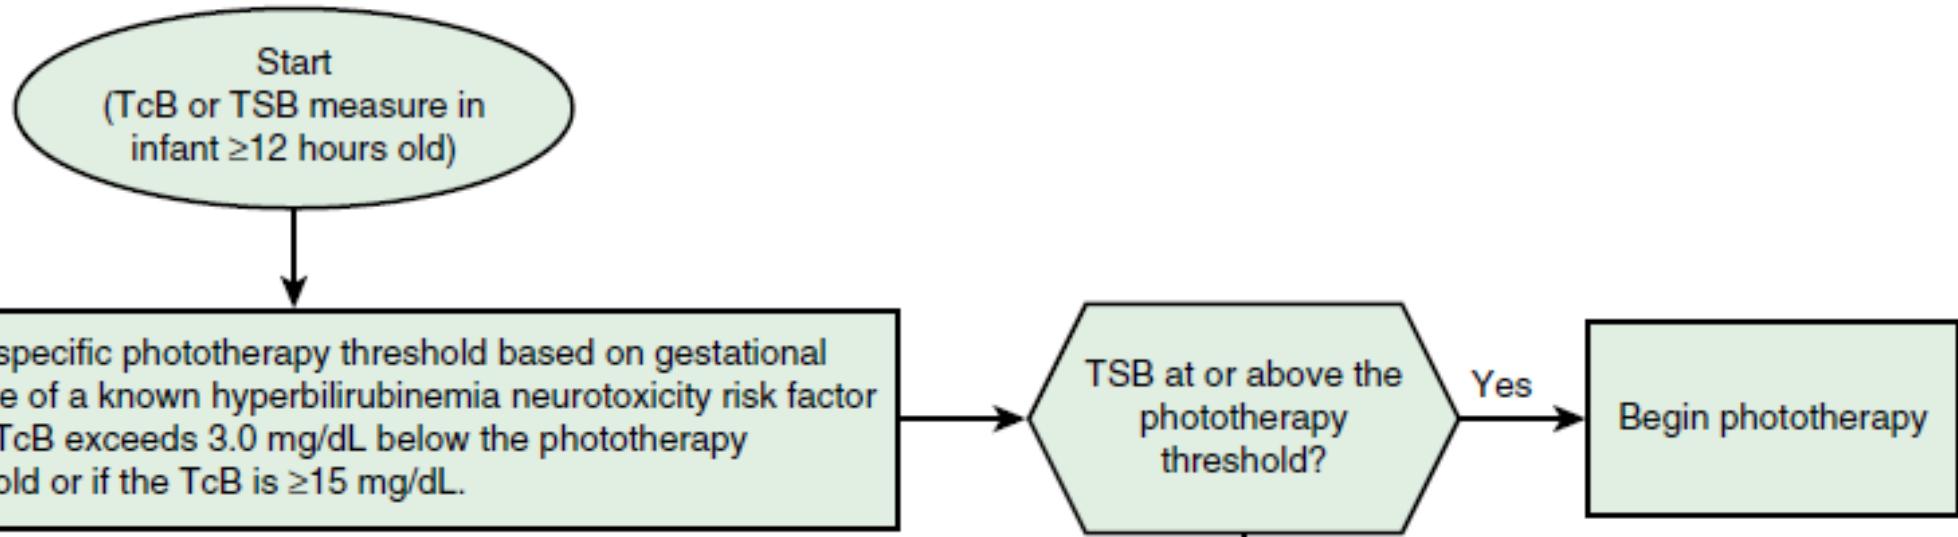 Start
(TcB or TSB measure in
infant ≥12 hours old)
specific phototherapy threshold based on gestational
e of a known hyperbilirubinemia neurotoxicity risk factor
TcB exceeds 3.0 mg/dL below the phototherapy
old or if the TcB is ≥15 mg/dL.
TSB at or above the
phototherapy
threshold?
Yes
Begin phototherapy